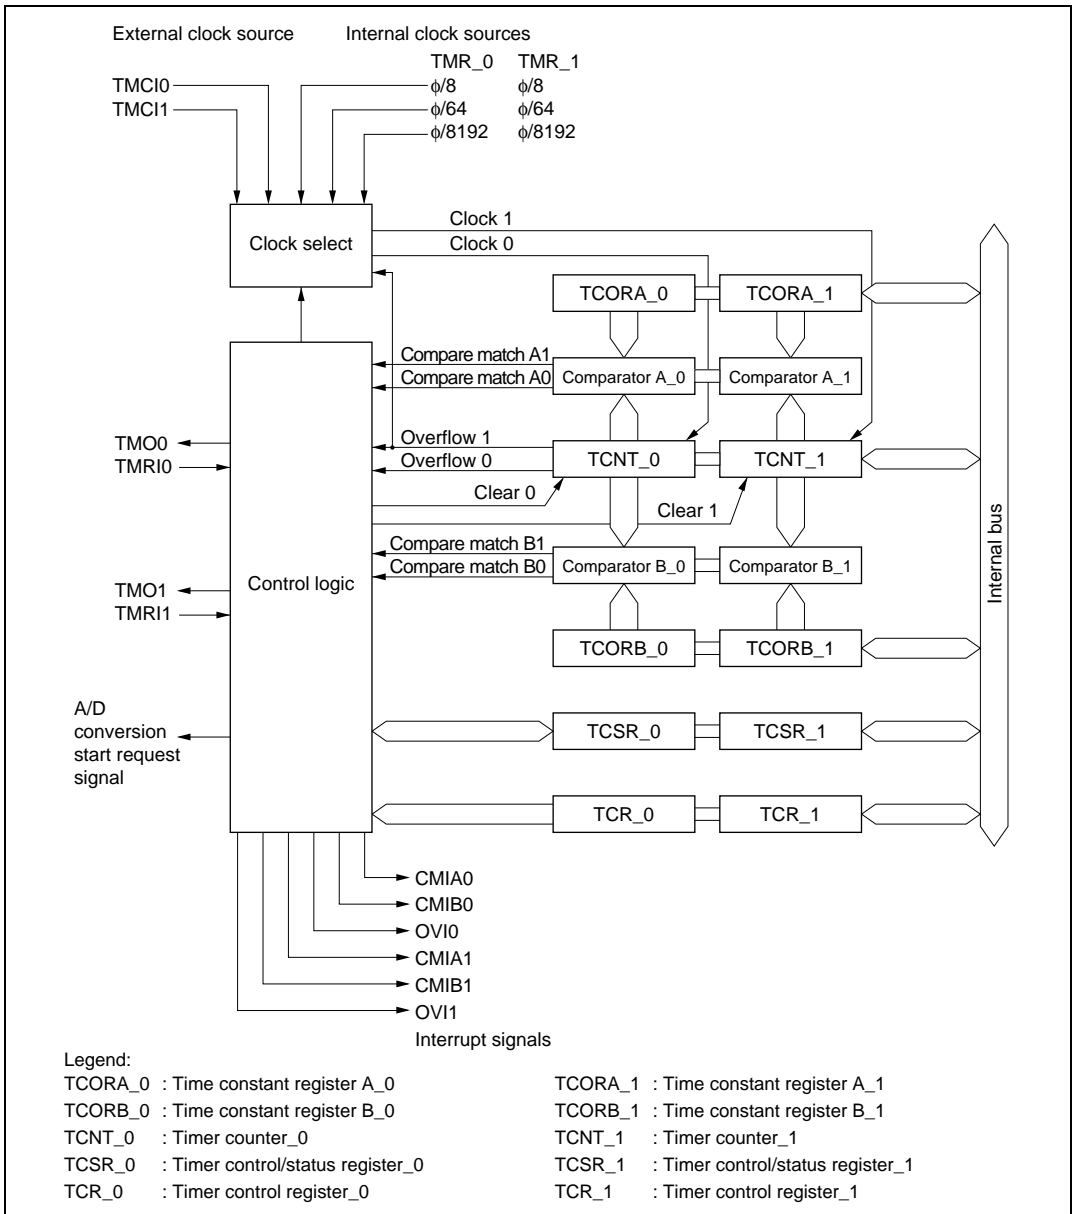 External clock source Internal clock sources
TMR_0 TMR_1
TMCI0 ϕ/8 ϕ/8
TMCI1 ϕ/64 ϕ/64
ϕ/8192 ϕ/8192
Clock select
Clock 1
Clock 0
TCORA_0 TCORA_1
Compare match A1
Compare match A0
Comparator A_0 Comparator A_1
TMO0
TMRI0
Overflow 1
Overflow 0
TCNT_0 TCNT_1
Clear 0
Clear 1
Compare match B1
Compare match B0
Comparator B_0 Comparator B_1
Control logic
Internal bus
TMO1
TMRI1
TCORB_0 TCORB_1
A/D
conversion
start request
signal
TCSR_0 TCSR_1
TCR_0 TCR_1
CMIA0
CMIB0
OVI0
CMIA1
CMIB1
OVI1
Interrupt signals
Legend:
TCORA_0 : Time constant register A_0 TCORA_1 : Time constant register A_1
TCORB_0 : Time constant register B_0 TCORB_1 : Time constant register B_1
TCNT_0 : Timer counter_0 TCNT_1 : Timer counter_1
TCSR_0 : Timer control/status register_0 TCSR_1 : Timer control/status register_1
TCR_0 : Timer control register_0 TCR_1 : Timer control register_1